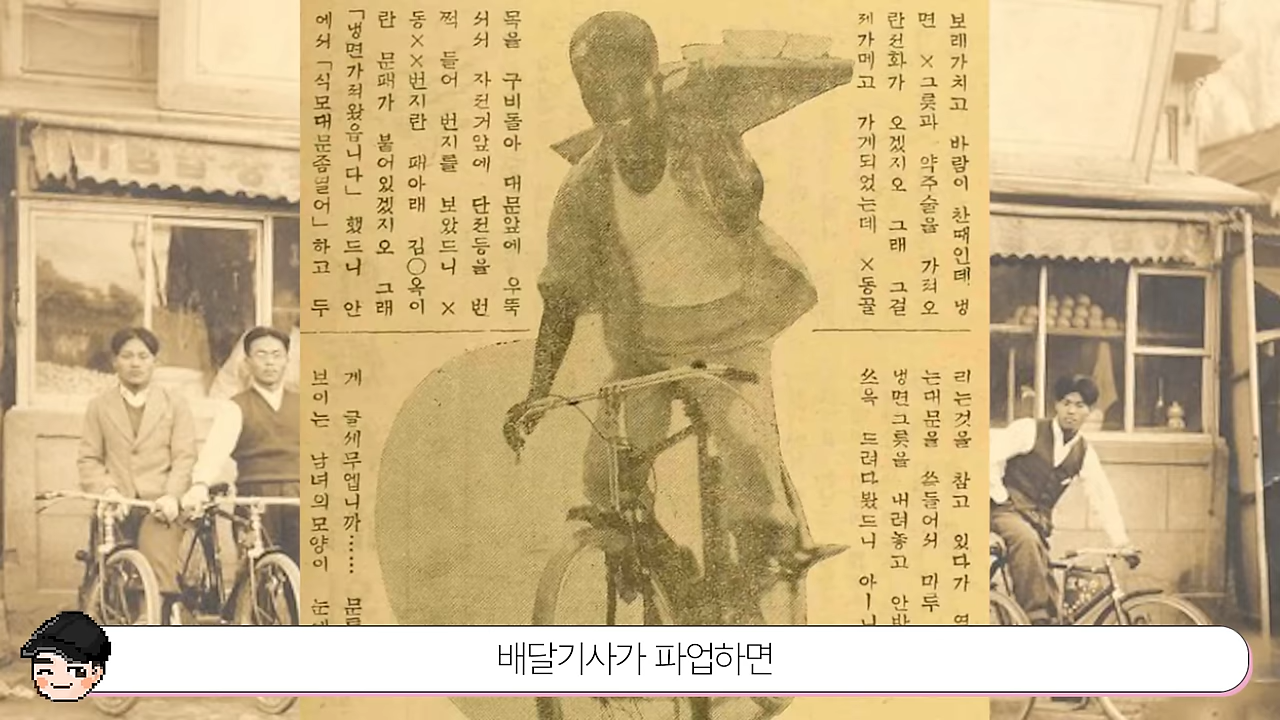 보래가치고 바람이 찬때인데 냉
면 ×그릇과 약주술을 가저오
란전화가 오겠지오 그래 그걸
제가메고 가게되었는데 ×동꼴
목을 구비돌아 대문앞에 우뚝
서서 자전거앞에 단전등을 번
쩍 들어 번지를 보았드니 ×
동××번지란 패아래 김○옥이
란 문패가 붙어있겠지오 그래
「냉면가저왔읍니다」 했드니 안
에서 「식모대문좀열어」하고 두
리는것을 참고 있다가
는대문을 쓱들어서 마루
냉면그릇을 내려놓고
쓰윽 드려다봤드니
게 글세무엡니까……
브이는 남녀의모양이
배달기사가 파업하면